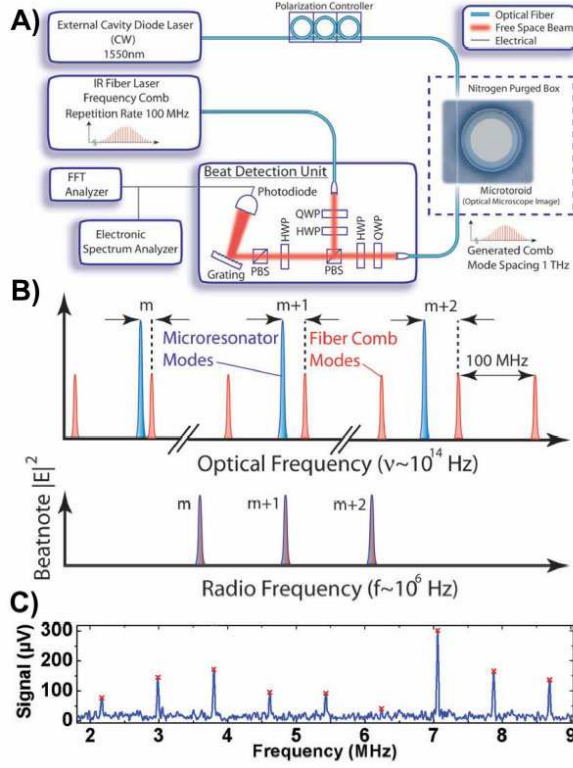 A)
External Cavity Diode Laser
(CW)
1550nm
Polarization Controller
Optical Fiber
Free Space Beam
Electrical
IR Fiber Laser
Frequency Comb
Repetition Rate 100 MHz
Nitrogen Purged Box
Microtoroid
(Optical Microscope Image)
FFT
Analyzer
Electronic
Spectrum Analyzer
Beat Detection Unit
Photodiode
QWP
HWP
HWP
HWP
QWP
Grating
PBS
PBS
Generated Comb
Mode Spacing 1 THz
B)
m
m+1
m+2
Microresonator
Modes
Fiber Comb
Modes
100 MHz
Optical Frequency (ν~10^14 Hz)
Beatnote |E|^2
m
m+1
m+2
Radio Frequency (f~10^6 Hz)
C)
Signal (µV)
300
200
100
0
2 3 4 5 6 7 8 9
Frequency (MHz)